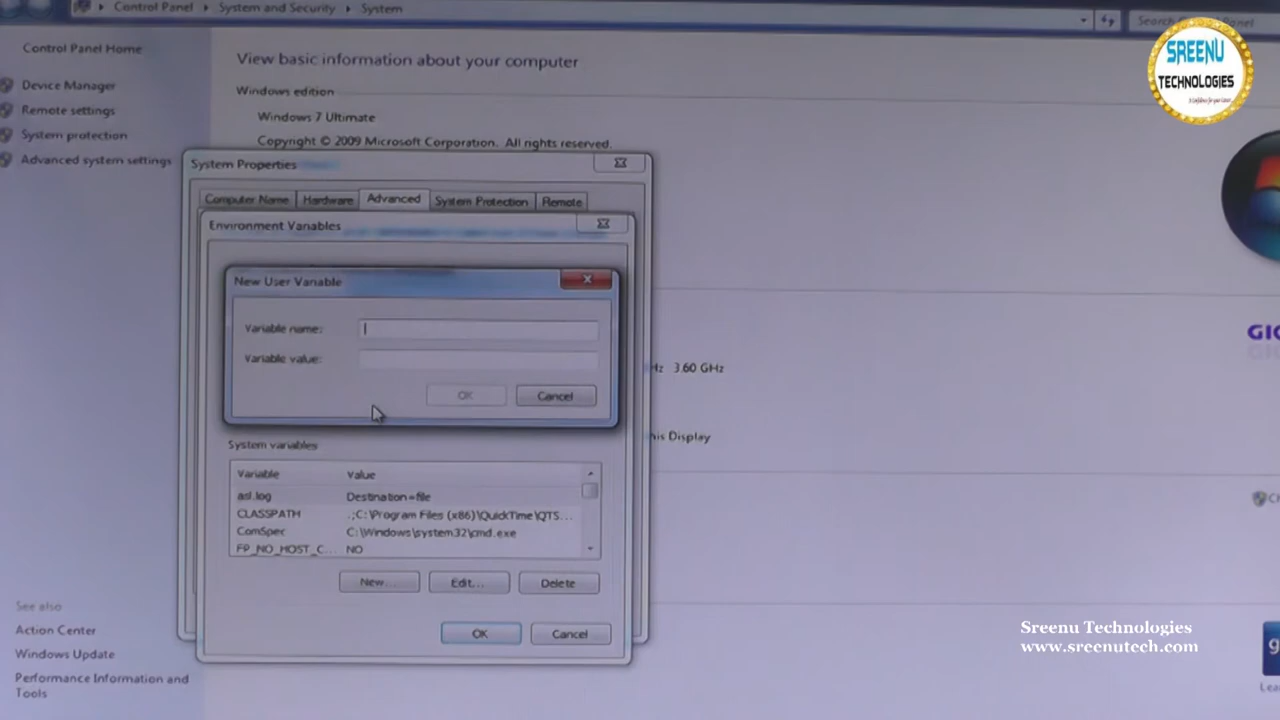 Control Panel ▸ System and Security ▸ System
Search Control Panel
Control Panel Home
Device Manager
Remote settings
System protection
Advanced system settings
View basic information about your computer
Windows edition
Windows 7 Ultimate
Copyright © 2009 Microsoft Corporation. All rights reserved.
SREENU
TECHNOLOGIES
System Properties
Computer Name
Hardware
Advanced
System Protection
Remote
Environment Variables
New User Variable
Variable name:
Variable value:
OK
Cancel
3.60 GHz
GIG
his Display
System variables
Variable Value
asl.log Destination=file
CLASSPATH .;C:\Program Files (x86)\QuickTime\QTS...
ComSpec C:\Windows\system32\cmd.exe
FP_NO_HOST_C... NO
New...
Edit...
Delete
OK
Cancel
See also
Action Center
Windows Update
Performance Information and
Tools
Sreenu Technologies
www.sreenutech.com